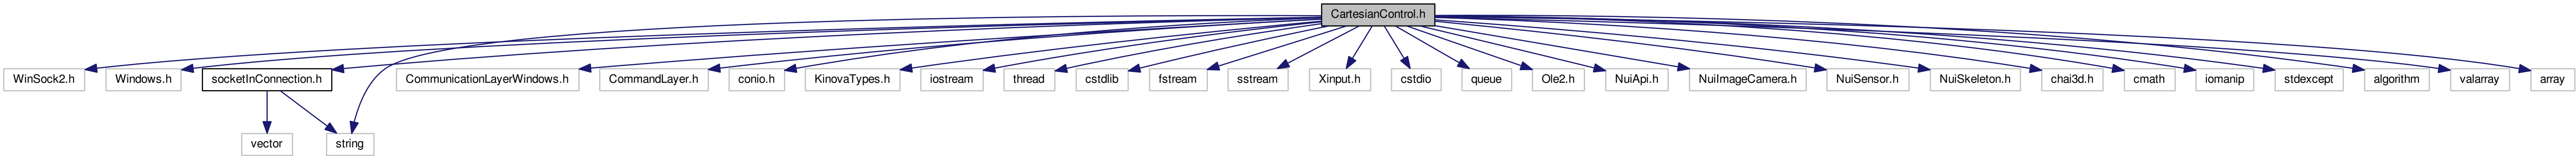 CartesianControl.h
WinSock2.h
Windows.h
socketInConnection.h
CommunicationLayerWindows.h
CommandLayer.h
conio.h
KinovaTypes.h
iostream
thread
cstdlib
fstream
sstream
Xinput.h
cstdio
queue
Ole2.h
NuiApi.h
NuiImageCamera.h
NuiSensor.h
NuiSkeleton.h
chai3d.h
cmath
iomanip
stdexcept
algorithm
valarray
array
vector
string